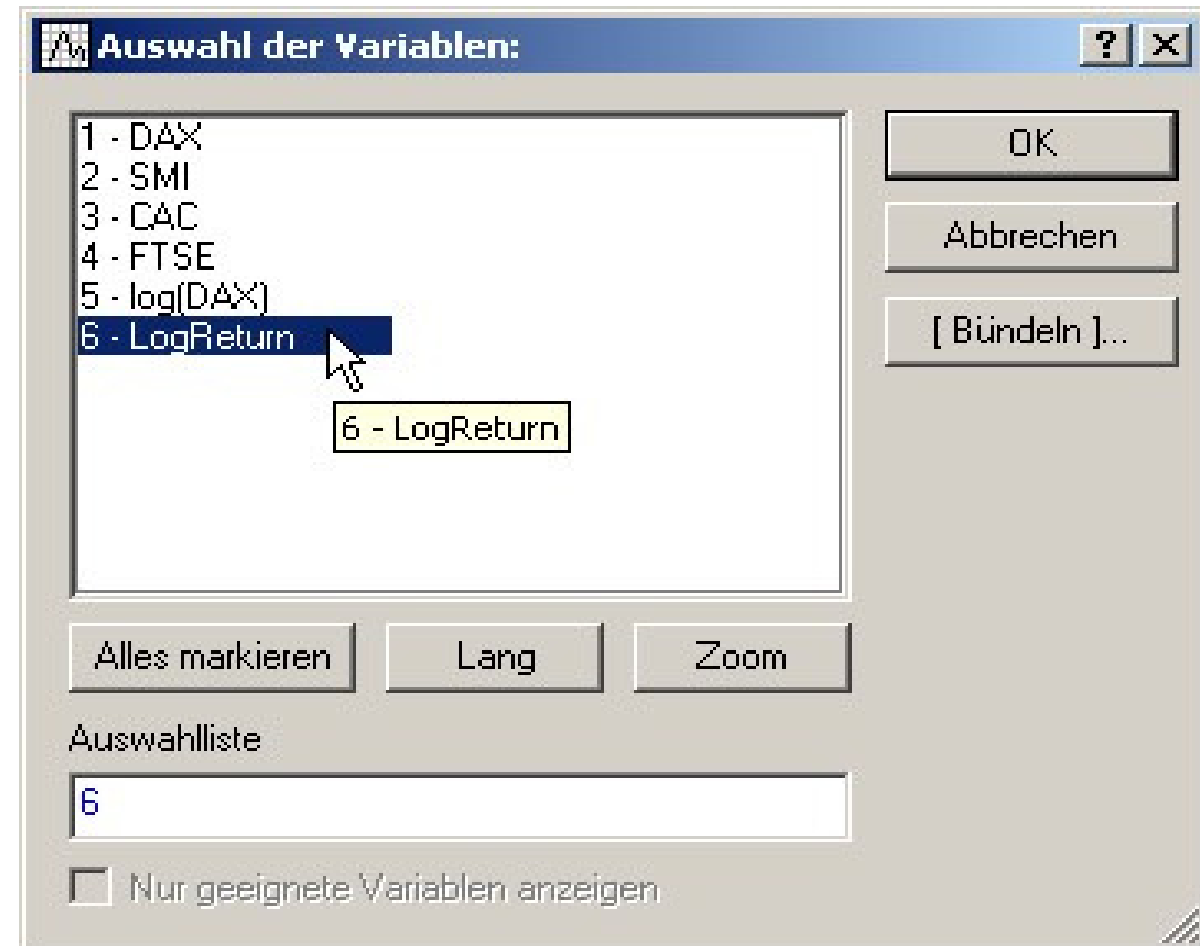 Auswahl der Variablen:
1 - DAX
2 - SMI
3 - CAC
4 - FTSE
5 - log(DAX)
6 - LogReturn
6 - LogReturn
OK
Abbrechen
[ Bündeln ]...
Alles markieren
Lang
Zoom
Auswahlliste
6
Nur geeignete Variablen anzeigen